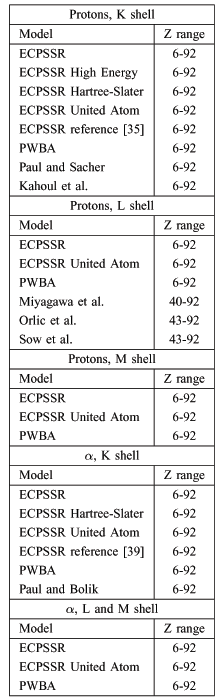 Protons, K shell
Model Z range
ECPSSR 6-92
ECPSSR High Energy 6-92
ECPSSR Hartree-Slater 6-92
ECPSSR United Atom 6-92
ECPSSR reference [35] 6-92
PWBA 6-92
Paul and Sacher 6-92
Kahoul et al. 6-92
Protons, L shell
Model Z range
ECPSSR 6-92
ECPSSR United Atom 6-92
PWBA 6-92
Miyagawa et al. 40-92
Orlic et al. 43-92
Sow et al. 43-92
Protons, M shell
Model Z range
ECPSSR 6-92
ECPSSR United Atom 6-92
PWBA 6-92
α, K shell
Model Z range
ECPSSR 6-92
ECPSSR Hartree-Slater 6-92
ECPSSR United Atom 6-92
ECPSSR reference [39] 6-92
PWBA 6-92
Paul and Bolik 6-92
α, L and M shell
Model Z range
ECPSSR 6-92
ECPSSR United Atom 6-92
PWBA 6-92